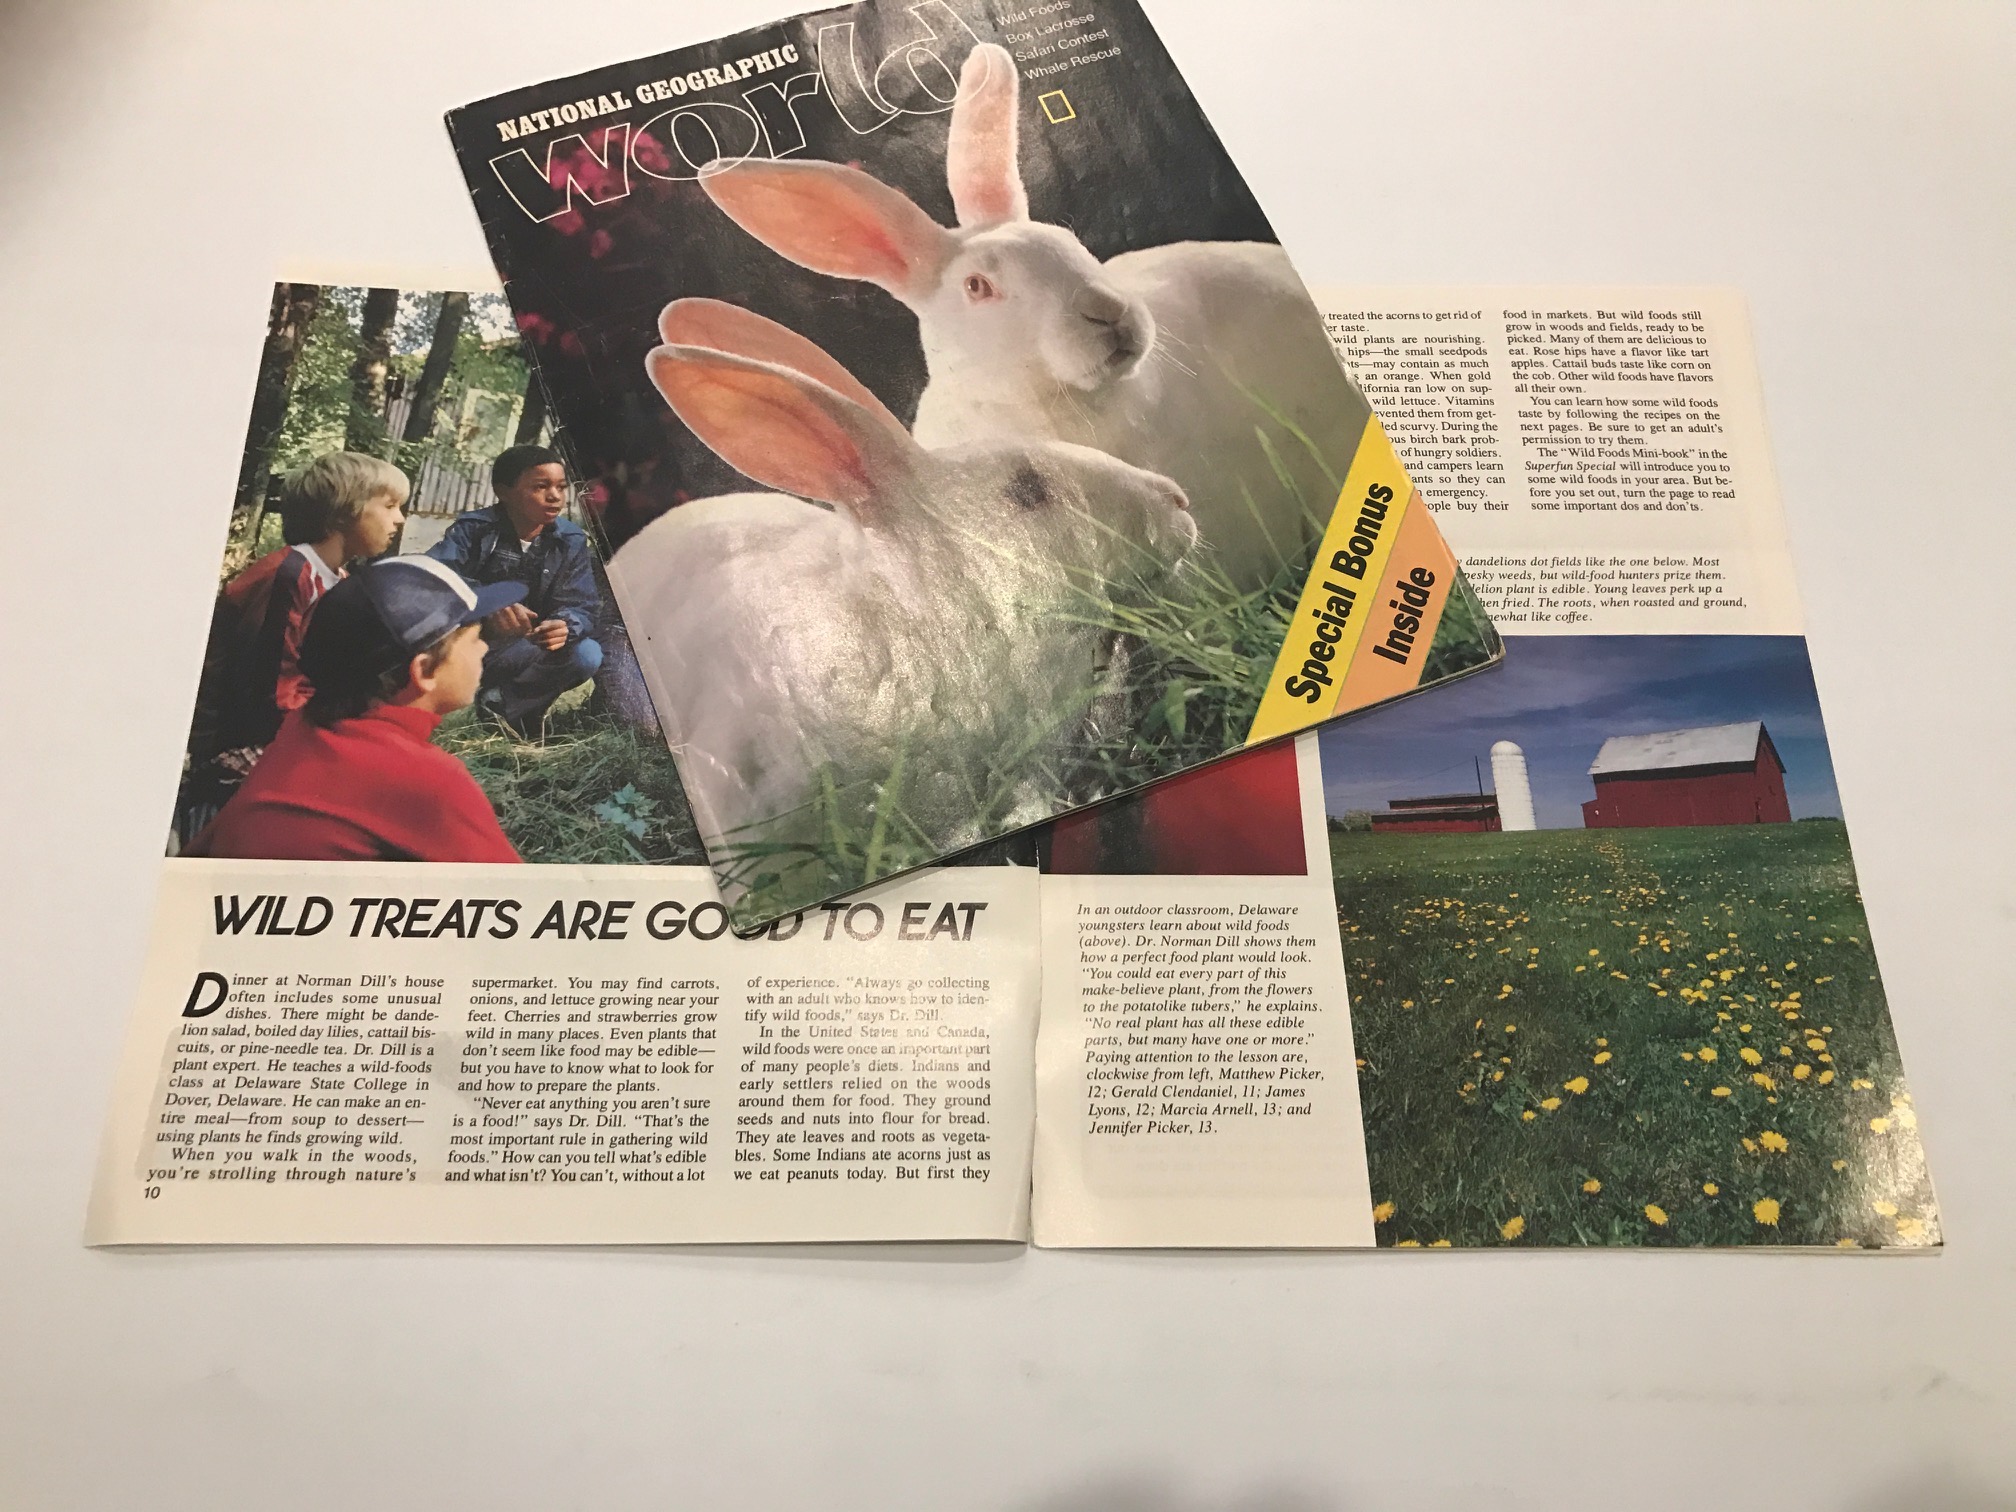 NATIONAL GEOGRAPHIC
world
Wild Foods
Box Lacrosse
Safari Contest
Whale Rescue
Special Bonus
Inside
WILD TREATS ARE GOOD TO EAT
Dinner at Norman Dill's house
often includes some unusual
dishes. There might be dande-
lion salad, boiled day lilies, cattail bis-
cuits, or pine-needle tea. Dr. Dill is a
plant expert. He teaches a wild-foods
class at Delaware State College in
Dover, Delaware. He can make an en-
tire meal—from soup to dessert—
using plants he finds growing wild.
When you walk in the woods,
you're strolling through nature's
10
supermarket. You may find carrots,
onions, and lettuce growing near your
feet. Cherries and strawberries grow
wild in many places. Even plants that
don't seem like food may be edible—
but you have to know what to look for
and how to prepare the plants.
"Never eat anything you aren't sure
is a food!" says Dr. Dill. "That's the
most important rule in gathering wild
foods." How can you tell what's edible
and what isn't? You can't, without a lot
of experience. "Always go collecting
with an adult who knows how to iden-
tify wild foods," says Dr. Dill.
In the United States and Canada,
wild foods were once an important part
of many people's diets. Indians and
early settlers relied on the woods
around them for food. They ground
seeds and nuts into flour for bread.
They ate leaves and roots as vegeta-
bles. Some Indians ate acorns just as
we eat peanuts today. But first they
treated the acorns to get rid of
taste.
wild plants are nourishing.
hips—the small seedpods
—may contain as much
an orange. When gold
ran low on sup-
wild lettuce. Vitamins
them from get-
scurvy. During the
birch bark prob-
of hungry soldiers.
and campers learn
so they can
emergency.
buy their
food in markets. But wild foods still
grow in woods and fields, ready to be
picked. Many of them are delicious to
eat. Rose hips have a flavor like tart
apples. Cattail buds taste like corn on
the cob. Other wild foods have flavors
all their own.
You can learn how some wild foods
taste by following the recipes on the
next pages. Be sure to get an adult's
permission to try them.
The "Wild Foods Mini-book" in the
Superfun Special will introduce you to
some wild foods in your area. But be-
fore you set out, turn the page to read
some important dos and don'ts.
dandelions dot fields like the one below. Most
pesky weeds, but wild-food hunters prize them.
plant is edible. Young leaves perk up a
fried. The roots, when roasted and ground,
like coffee.
In an outdoor classroom, Delaware
youngsters learn about wild foods
(above). Dr. Norman Dill shows them
how a perfect food plant would look.
"You could eat every part of this
make-believe plant, from the flowers
to the potatolike tubers," he explains.
"No real plant has all these edible
parts, but many have one or more."
Paying attention to the lesson are,
clockwise from left, Matthew Picker,
12; Gerald Clendaniel, 11; James
Lyons, 12; Marcia Arnell, 13; and
Jennifer Picker, 13.